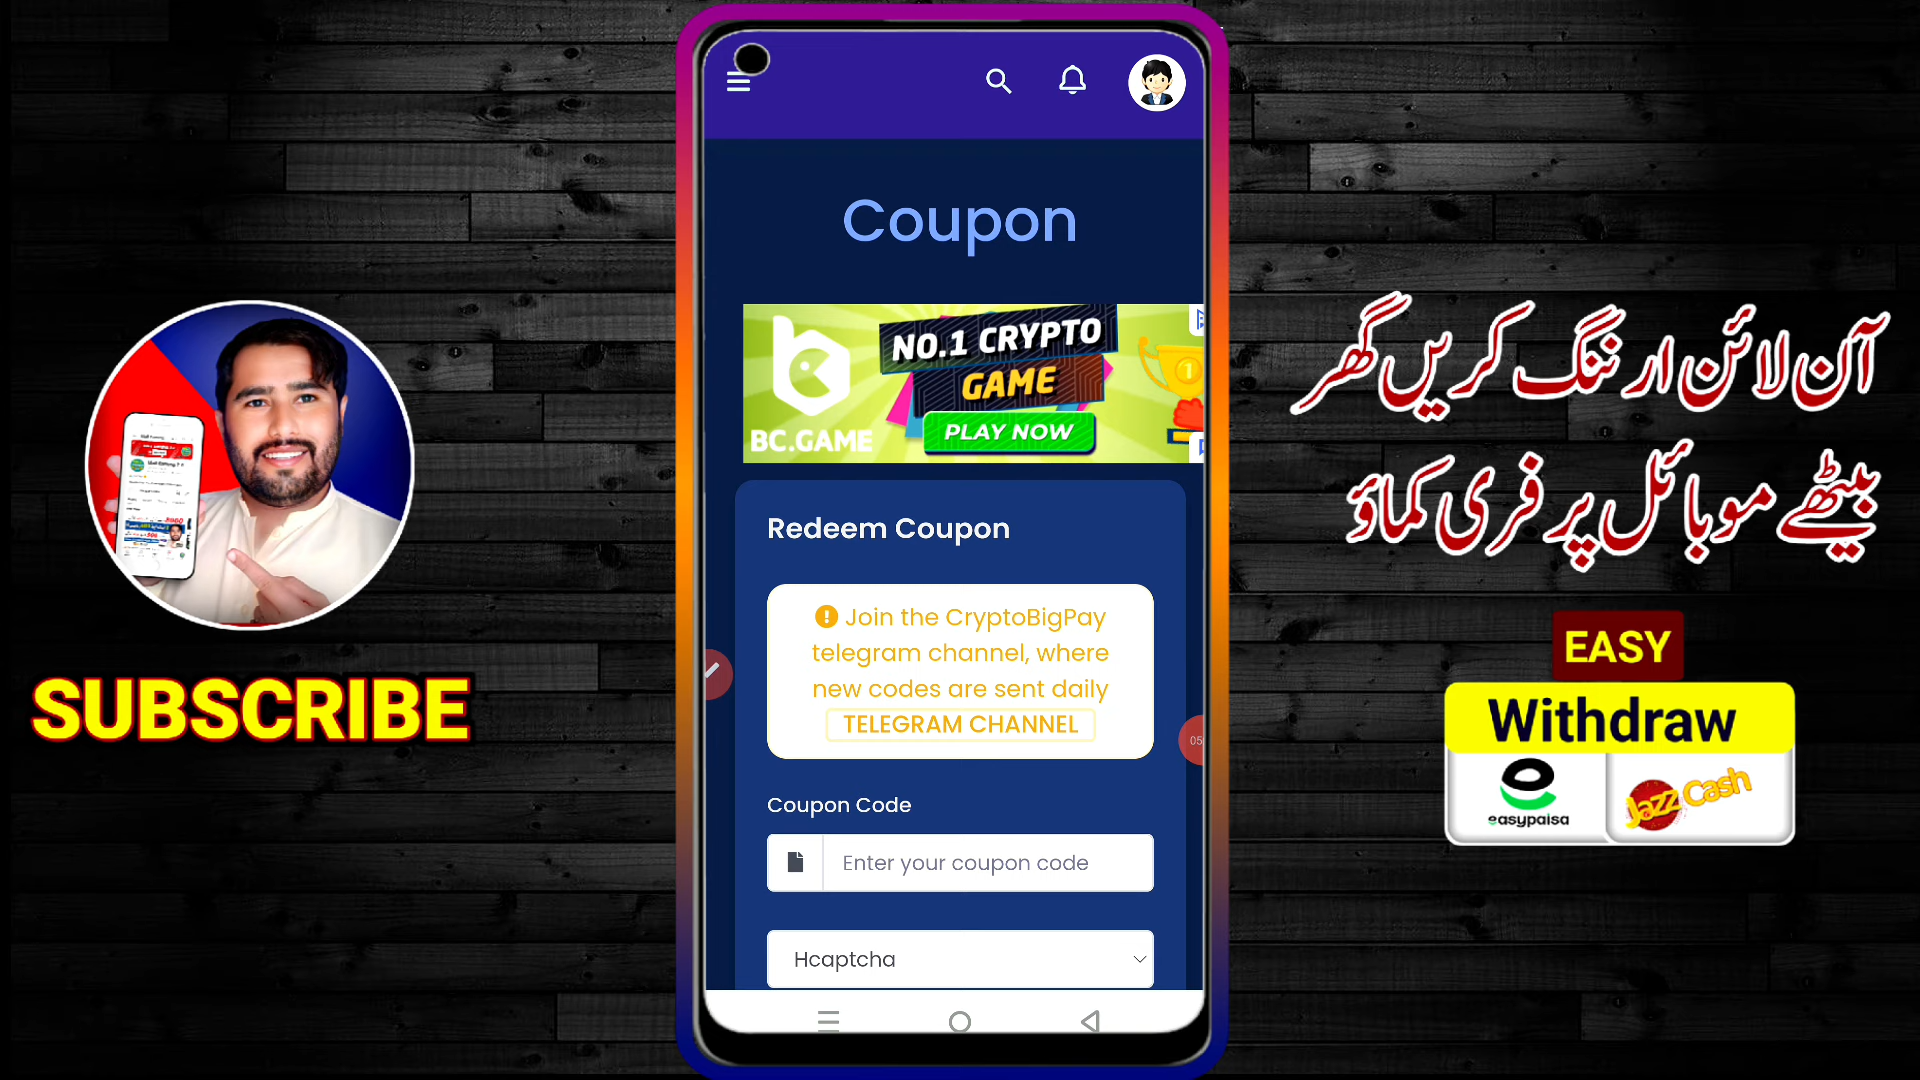 Coupon
NO.1 CRYPTO
GAME
PLAY NOW
BC.GAME
Redeem Coupon
Join the CryptoBigPay
telegram channel, where
new codes are sent daily
TELEGRAM CHANNEL
Coupon Code
Enter your coupon code
Hcaptcha
05
SUBSCRIBE
آن لائن ارننگ کریں گھر
بیٹھے موبائل پر فری کماؤ
EASY
Withdraw
easypaisa
Jazz Cash